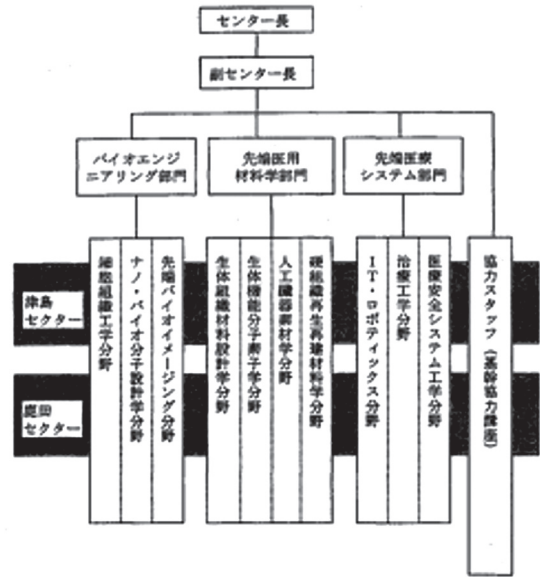 センター長
副センター長
バイオエンジ
ニアリング部門
先端医用
材料学部門
先端医療
システム部門
細胞組織工学分野
ナノ・バイオ分子設計学分野
先端バイオイメージング分野
生体組織材料設計学分野
生体機能分子素子学分野
人工臓器素材学分野
硬組織再生再建材料学分野
IT・ロボティックス分野
治療工学分野
医療安全システム工学分野
協力スタッフ（基幹協力講座）
津島
セクター
鹿田
セクター